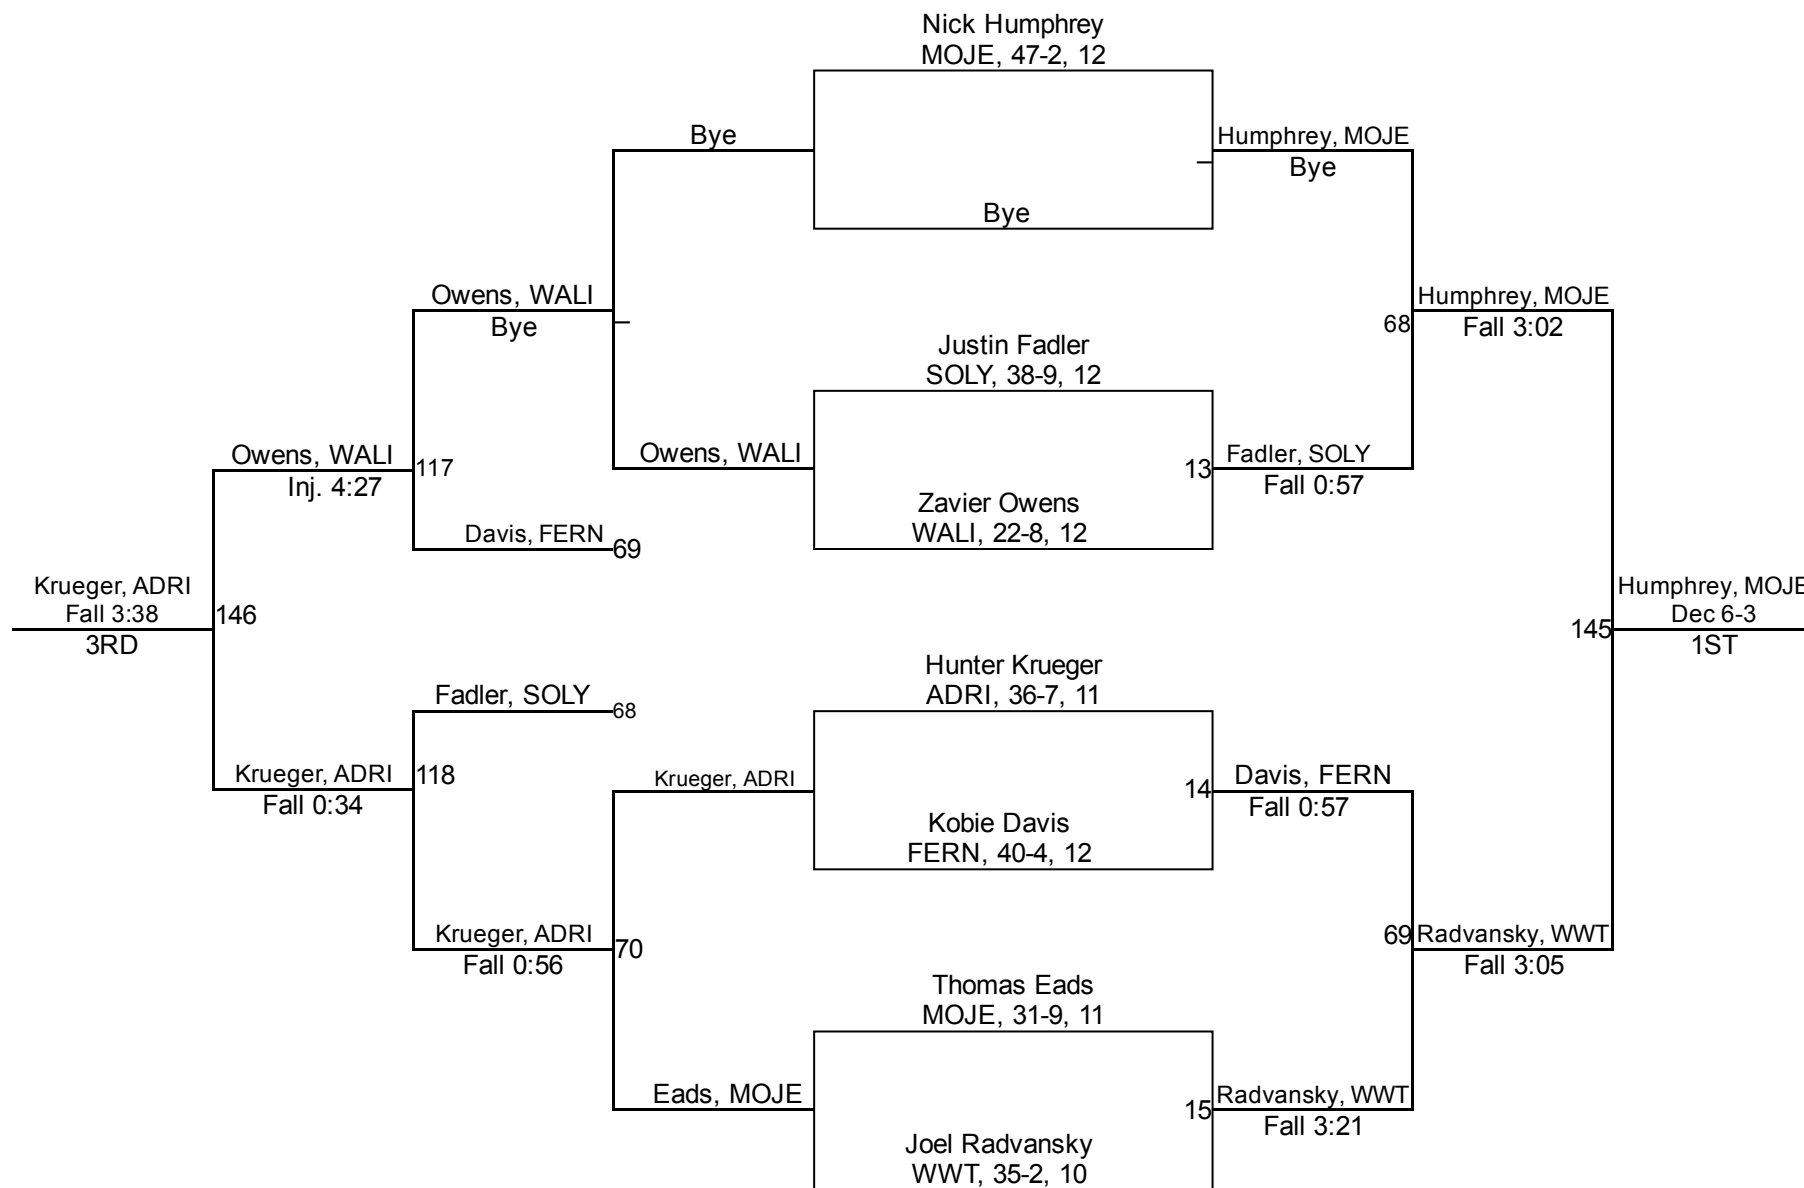 Nick Humphrey
MOJE, 47-2, 12
Bye
Humphrey, MOJE
Bye
Bye
Owens, WALI
Bye
Humphrey, MOJE
Fall 3:02
68
Justin Fadler
SOLY, 38-9, 12
Owens, WALI
117
Inj. 4:27
Owens, WALI
13
Fadler, SOLY
Fall 0:57
Zavier Owens
WALI, 22-8, 12
Davis, FERN
69
Krueger, ADRI
Fall 3:38
3RD
146
145
Humphrey, MOJE
Dec 6-3
1ST
Hunter Krueger
ADRI, 36-7, 11
Fadler, SOLY
68
Krueger, ADRI
Fall 0:34
118
Krueger, ADRI
14
Davis, FERN
Fall 0:57
Kobie Davis
FERN, 40-4, 12
Krueger, ADRI
Fall 0:56
70
69
Radvansky, WWT
Fall 3:05
Thomas Eads
MOJE, 31-9, 11
Eads, MOJE
15
Radvansky, WWT
Fall 3:21
Joel Radvansky
WWT, 35-2, 10